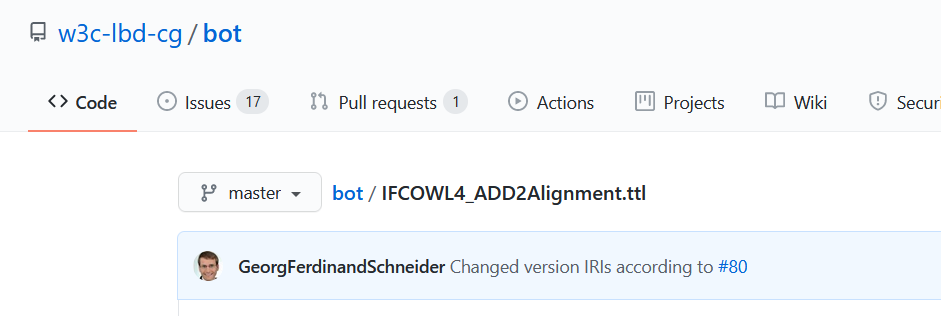 w3c-lbd-cg / bot
Code Issues 17 Pull requests 1 Actions Projects Wiki Securi
master bot / IFCOWL4_ADD2Alignment.ttl
GeorgFerdinandSchneider Changed version IRIs according to #80